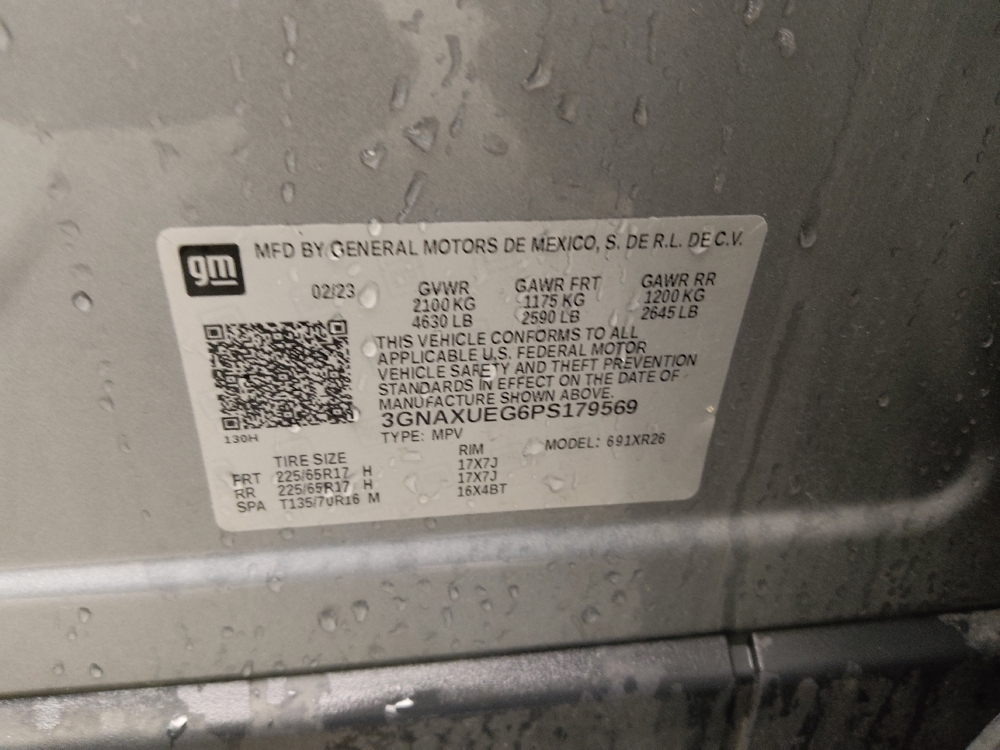 gm
MFD BY GENERAL MOTORS DE MEXICO, S. DE R.L. DE C.V.
02/23 GVWR GAWR FRT GAWR RR
2100 KG 1175 KG 1200 KG
4630 LB 2590 LB 2645 LB
THIS VEHICLE CONFORMS TO ALL
APPLICABLE U.S. FEDERAL MOTOR
VEHICLE SAFETY AND THEFT PREVENTION
STANDARDS IN EFFECT ON THE DATE OF
MANUFACTURE SHOWN ABOVE.
3GNAXUEG6PS179569
130H
TYPE: MPV MODEL: 691XR26
TIRE SIZE RIM
FRT 225/65R17 H 17X7J
RR 225/65R17 H 17X7J
SPA T135/70R16 M 16X4BT